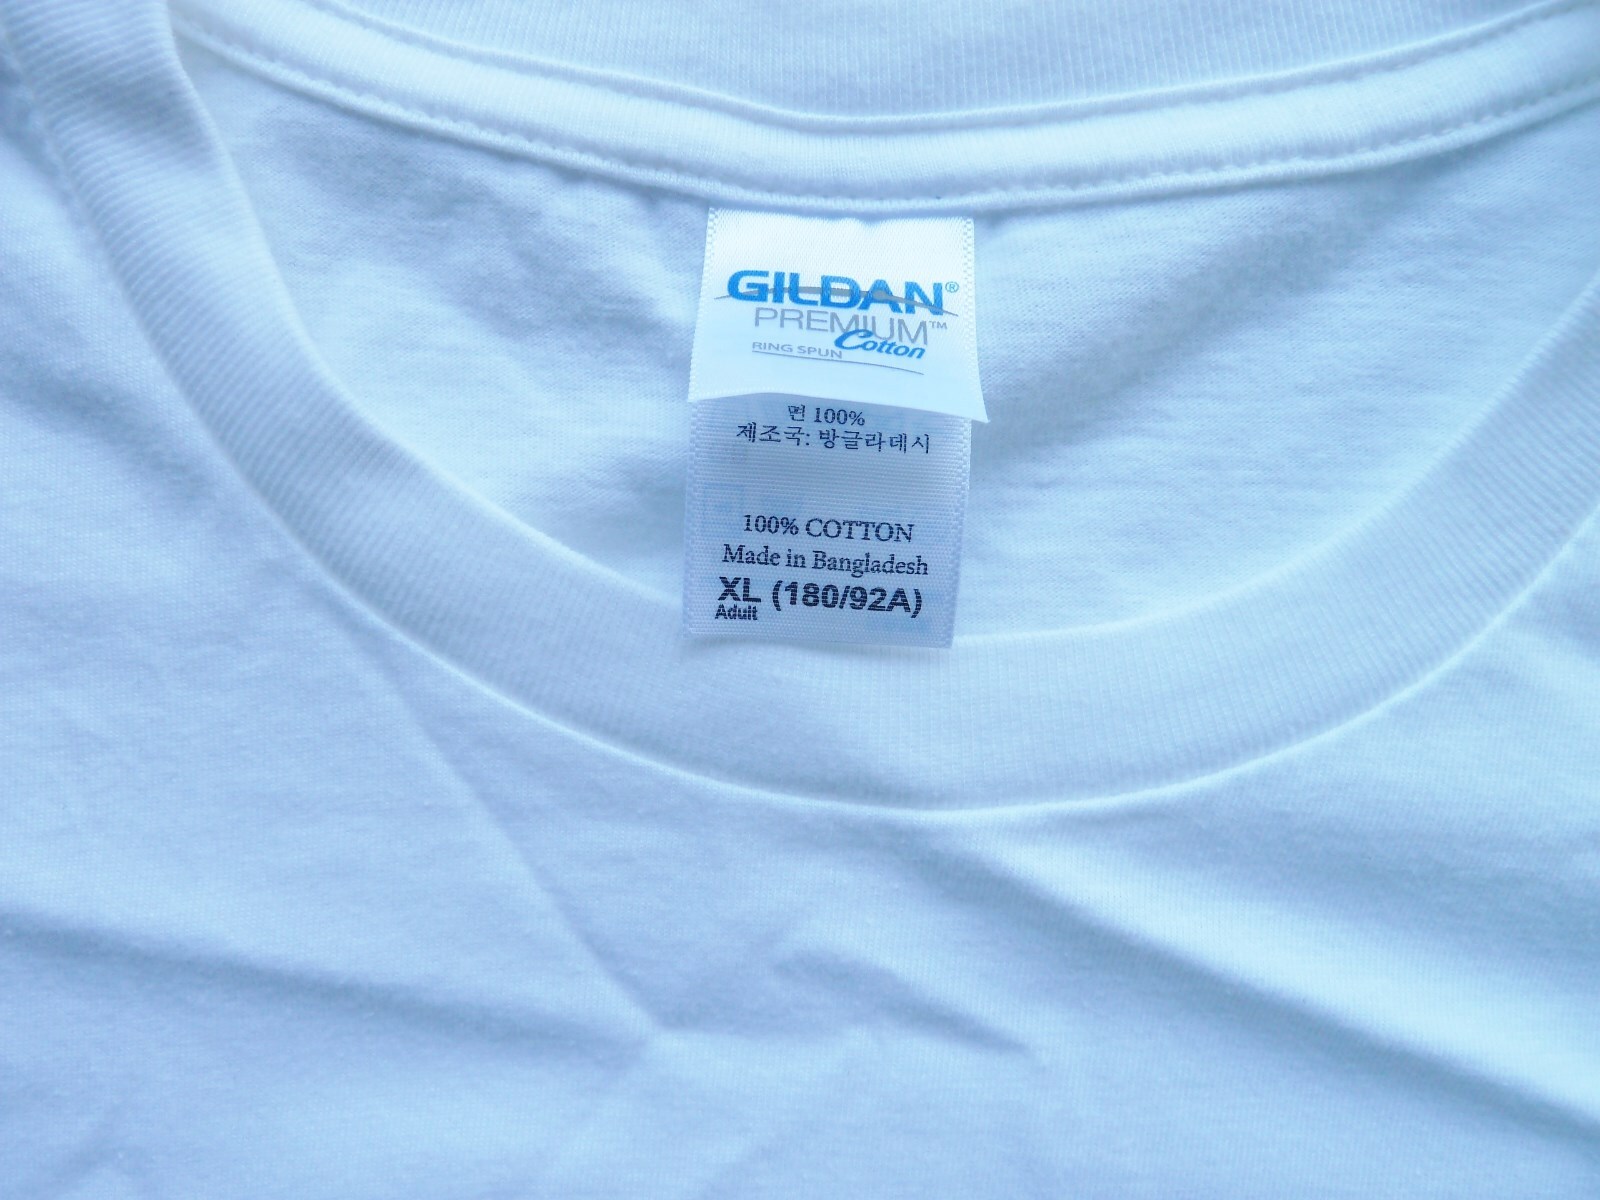 GILDAN®
PREMIUM™
Cotton
RING SPUN
면 100%
제조국: 방글라데시
100% COTTON
Made in Bangladesh
XL (180/92A)
Adult